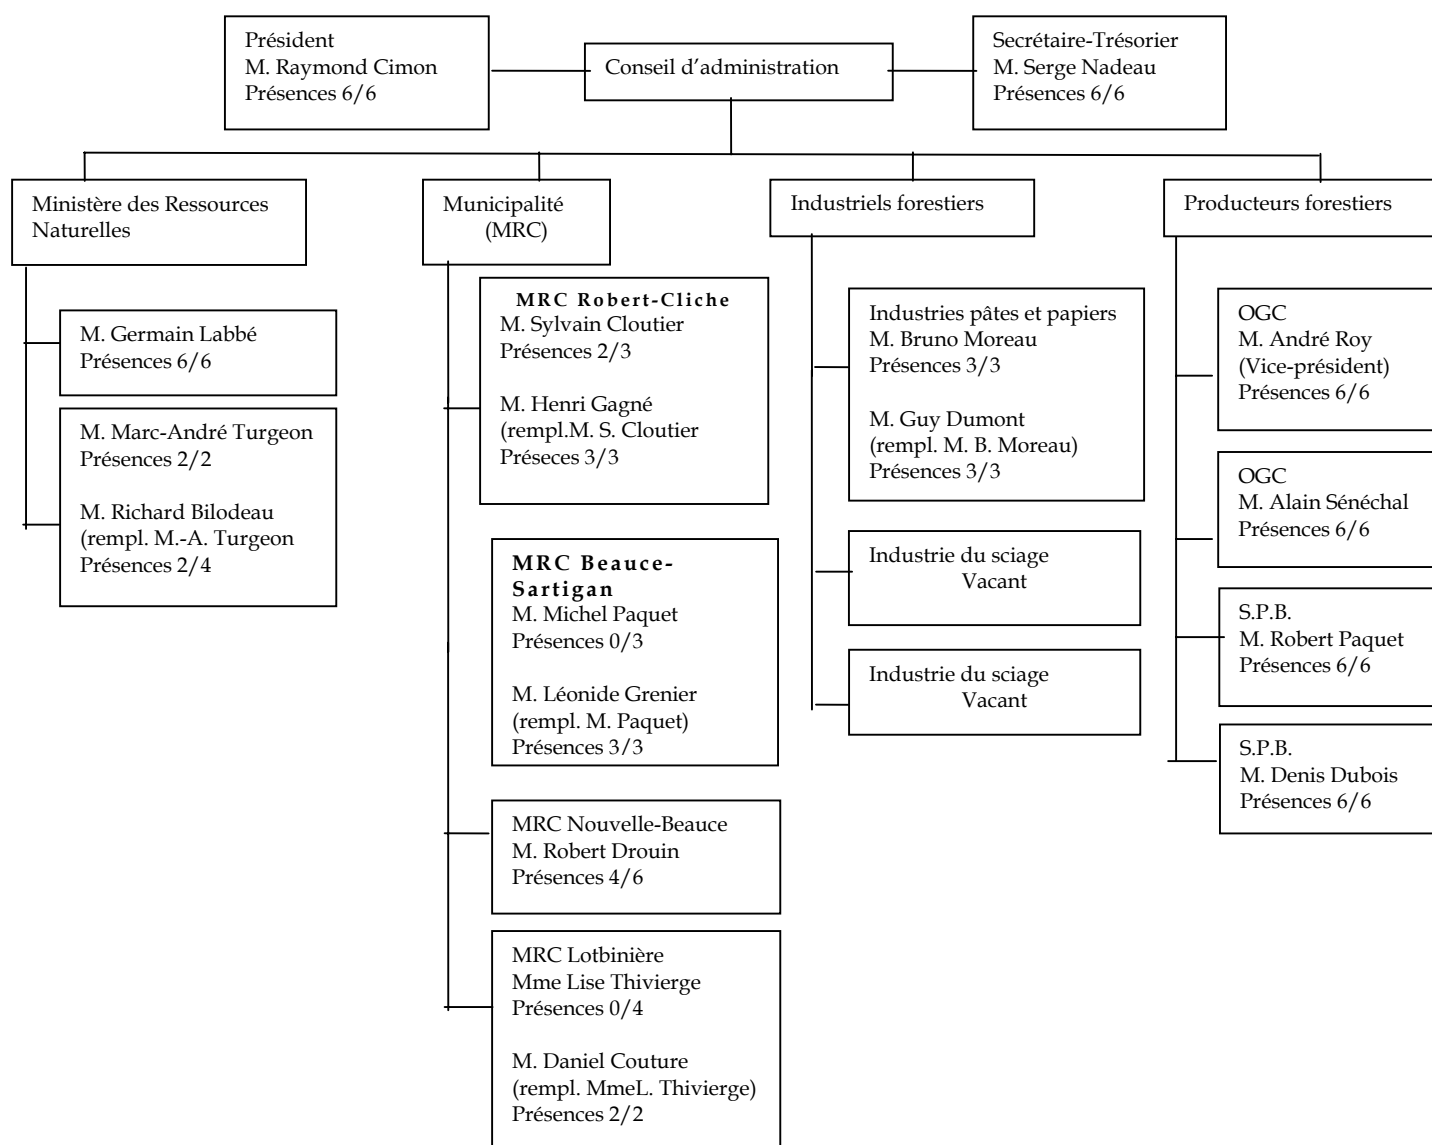 Président
M. Raymond Cimon
Présences 6/6
Conseil d'administration
Secrétaire-Trésorier
M. Serge Nadeau
Présences 6/6
Ministère des Ressources
Naturelles
M. Germain Labbé
Présences 6/6
M. Marc-André Turgeon
Présences 2/2
M. Richard Bilodeau
(rempl. M.-A. Turgeon
Présences 2/4
Municipalité
(MRC)
MRC Robert-Cliche
M. Sylvain Cloutier
Présences 2/3
M. Henri Gagné
(rempl.M. S. Cloutier
Préseces 3/3
MRC Beauce-
Sartigan
M. Michel Paquet
Présences 0/3
M. Léonide Grenier
(rempl. M. Paquet)
Présences 3/3
MRC Nouvelle-Beauce
M. Robert Drouin
Présences 4/6
MRC Lotbinière
Mme Lise Thivierge
Présences 0/4
M. Daniel Couture
(rempl. MmeL. Thivierge)
Présences 2/2
Industriels forestiers
Industries pâtes et papiers
M. Bruno Moreau
Présences 3/3
M. Guy Dumont
(rempl. M. B. Moreau)
Présences 3/3
Industrie du sciage
Vacant
Industrie du sciage
Vacant
Producteurs forestiers
OGC
M. André Roy
(Vice-président)
Présences 6/6
OGC
M. Alain Sénéchal
Présences 6/6
S.P.B.
M. Robert Paquet
Présences 6/6
S.P.B.
M. Denis Dubois
Présences 6/6